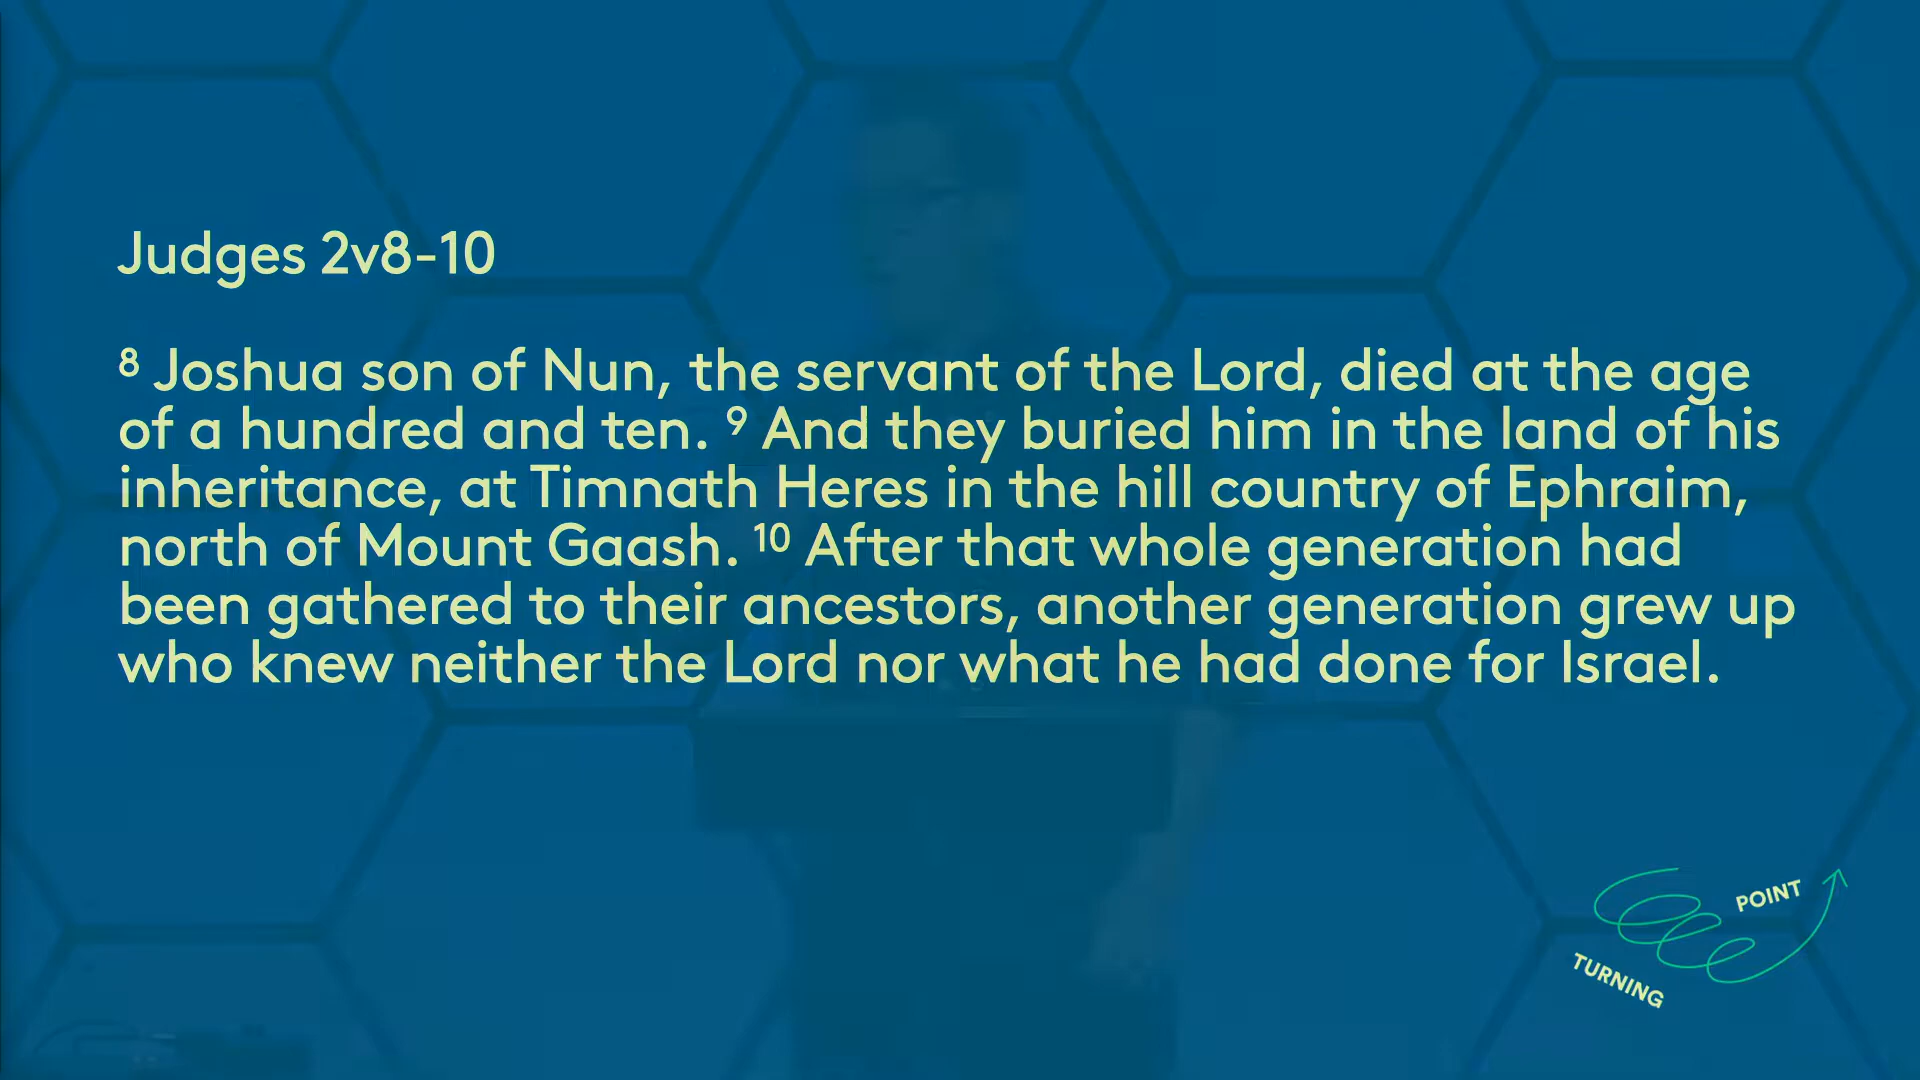 Judges 2v8-10
⁸ Joshua son of Nun, the servant of the Lord, died at the age
of a hundred and ten. ⁹ And they buried him in the land of his
inheritance, at Timnath Heres in the hill country of Ephraim,
north of Mount Gaash. ¹⁰ After that whole generation had
been gathered to their ancestors, another generation grew up
who knew neither the Lord nor what he had done for Israel.
TURNING
POINT